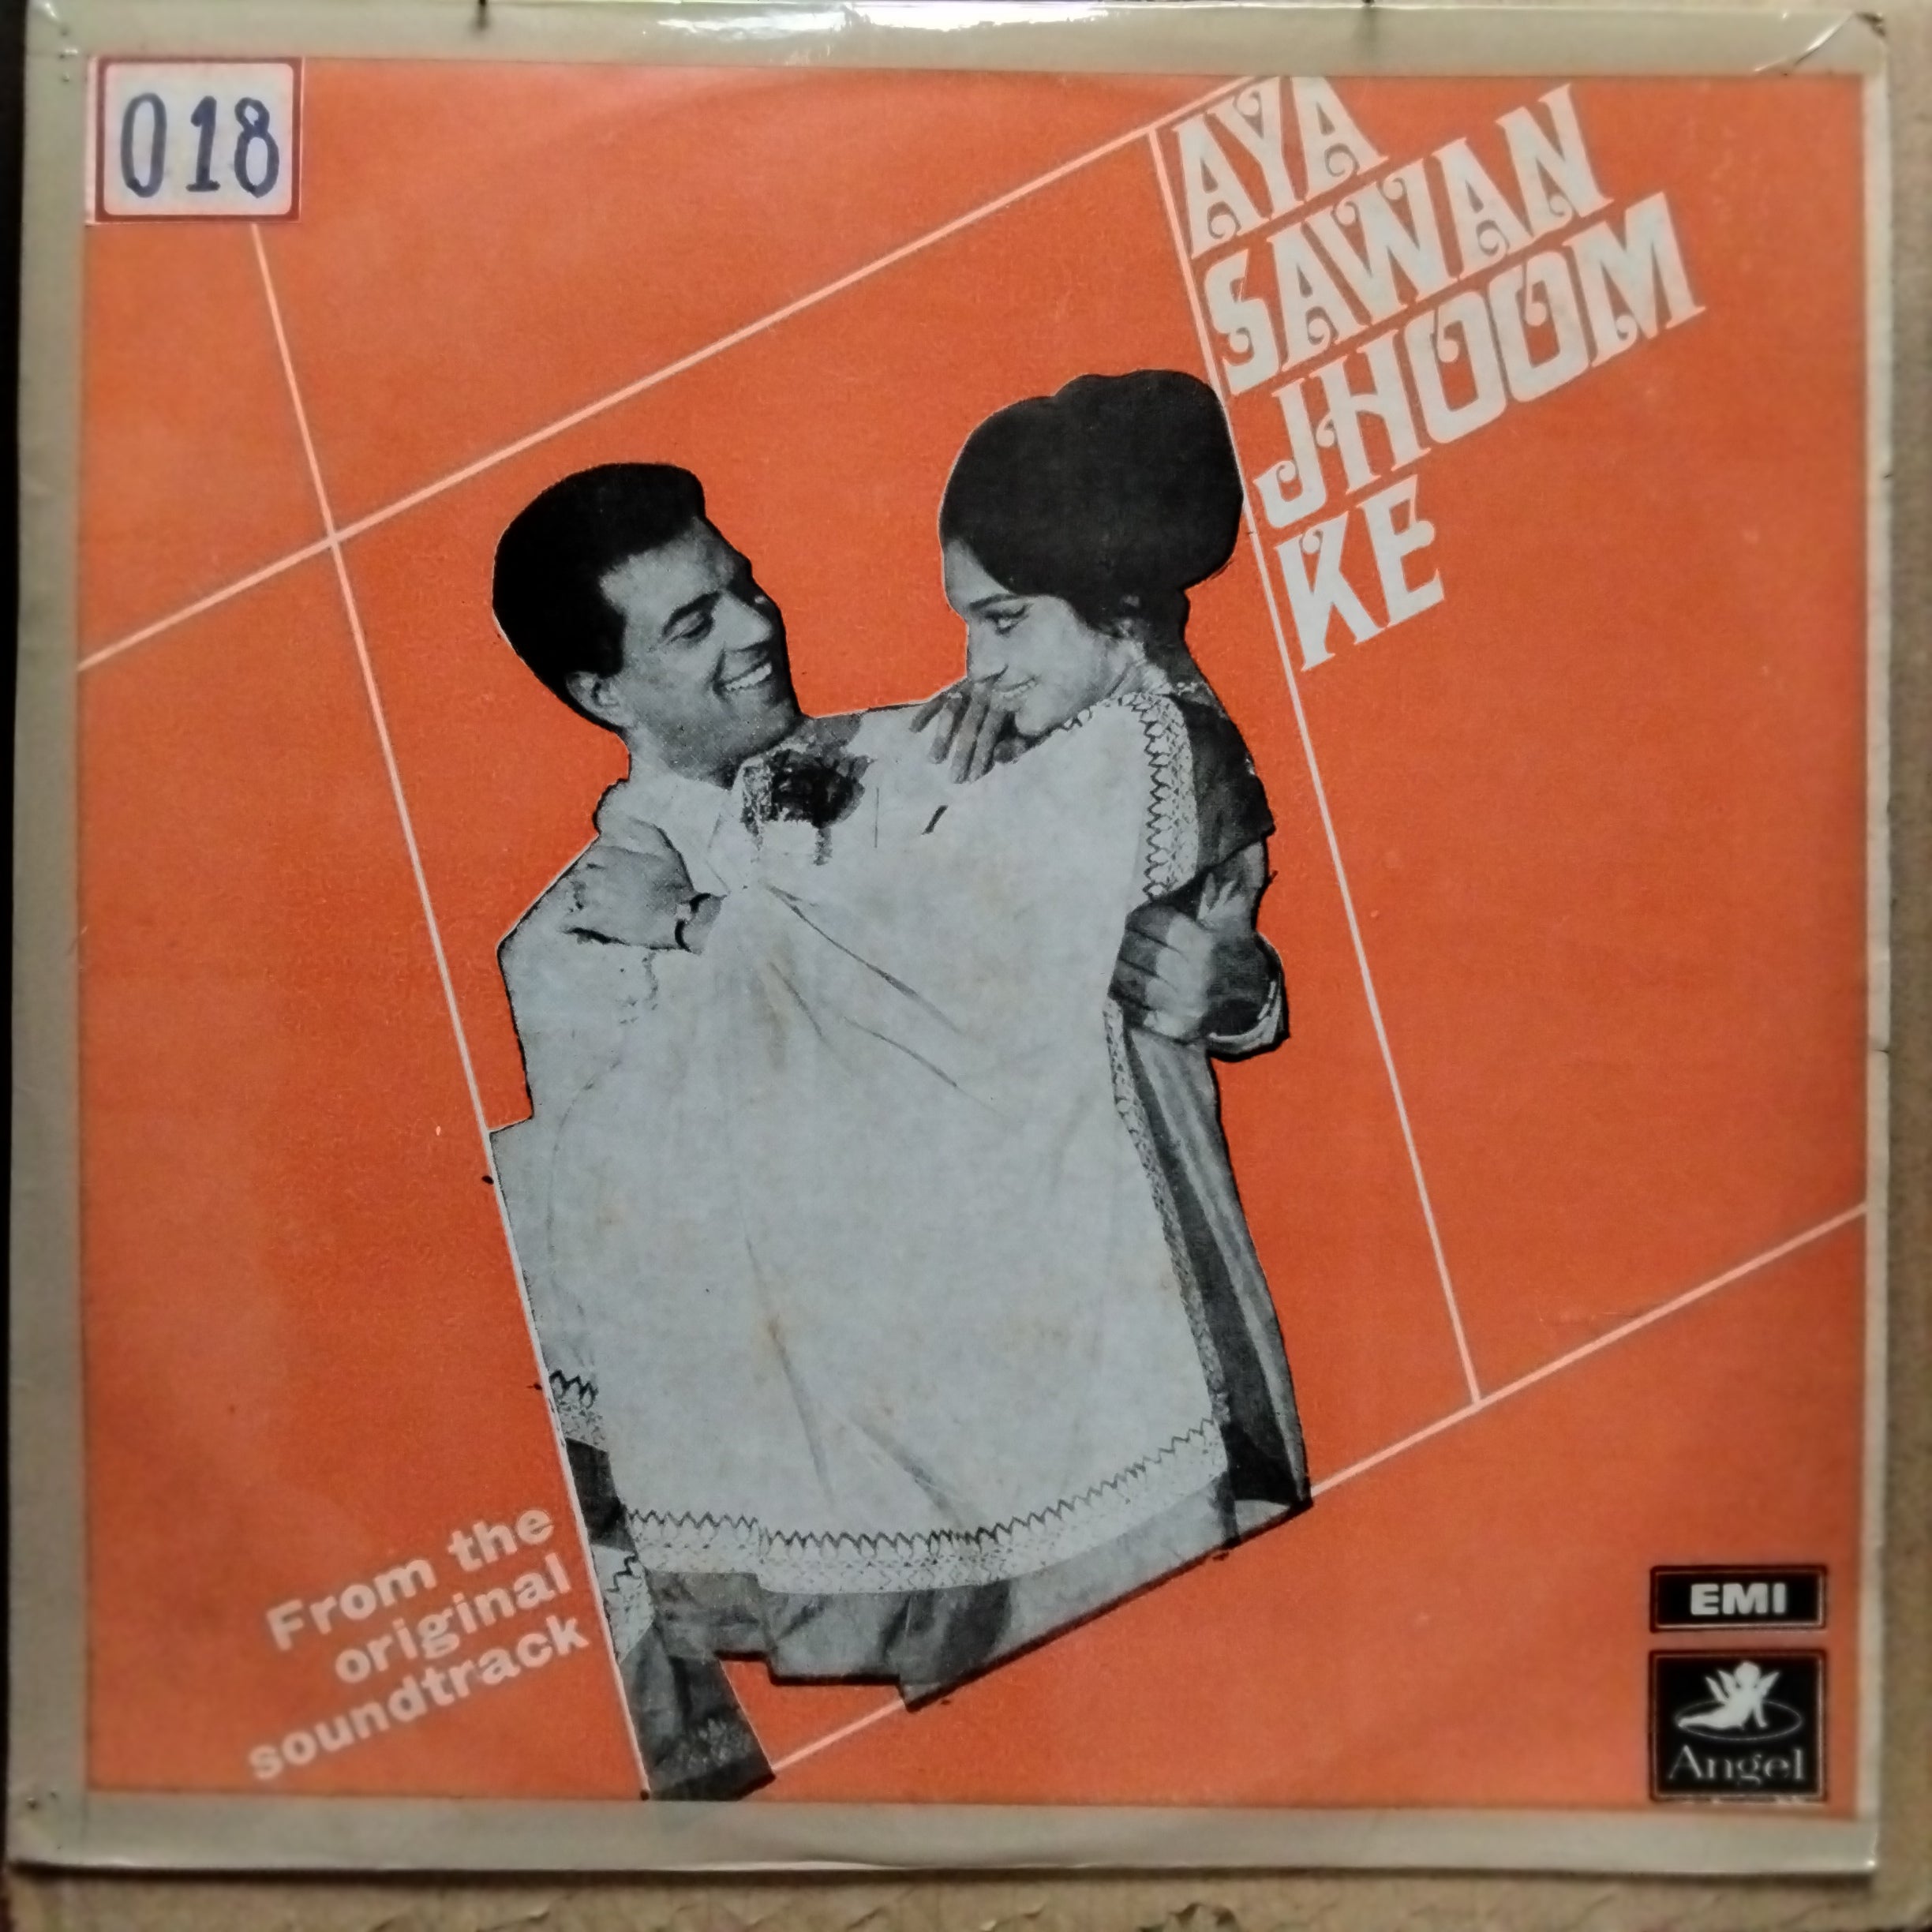 018
AYA
SAWAN
JHOOM
KE
From the
original
soundtrack
EMI
Angel